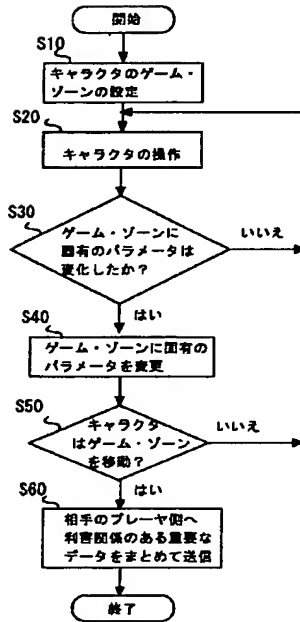 開始
S10
キャラクタのゲーム・
ゾーンの設定
S20
キャラクタの操作
S30
ゲーム・ゾーンに
固有のパラメータは
変化したか？
いいえ
はい
S40
ゲーム・ゾーンに固有の
パラメータを変更
S50
キャラクタ
はゲーム・ゾーン
を移動？
いいえ
はい
S60
相手のプレーヤ側へ
利害関係のある重要な
データをまとめて送信
終了